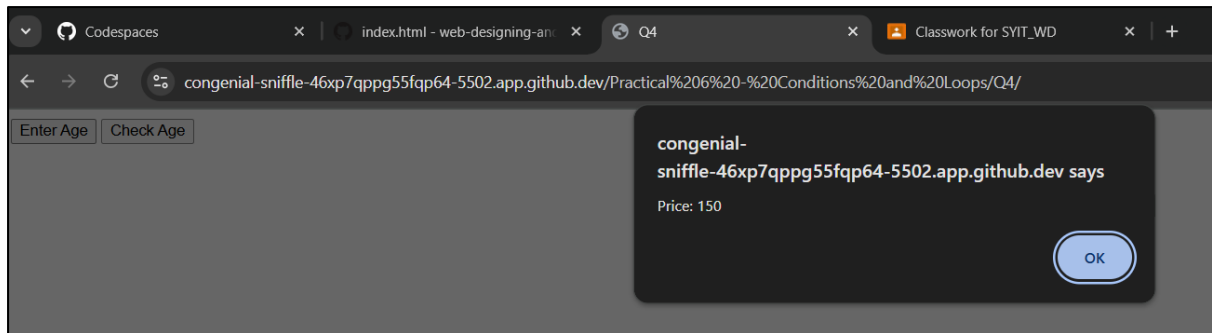 Codespaces
index.html - web-designing-and
Q4
Classwork for SYIT_WD
congenial-sniffle-46xp7qppg55fqp64-5502.app.github.dev/Practical%206%20-%20Conditions%20and%20Loops/Q4/
Enter Age
Check Age
congenial-
sniffle-46xp7qppg55fqp64-5502.app.github.dev says
Price: 150
OK